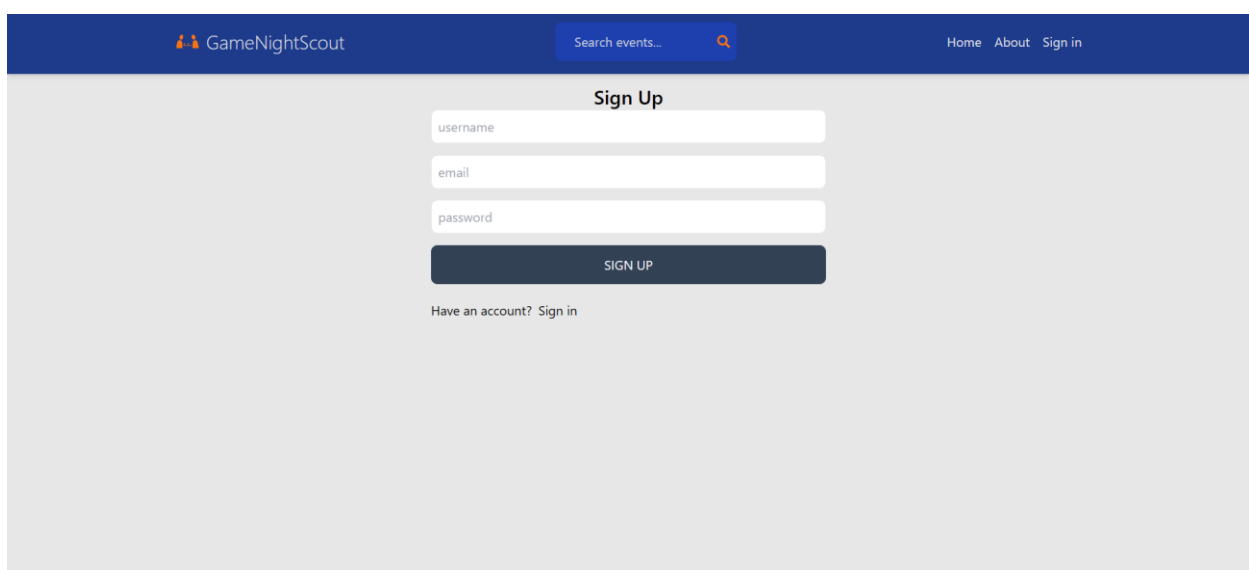 GameNightScout Search events... Home About Sign in
Sign Up
username
email
password
SIGN UP
Have an account? Sign in